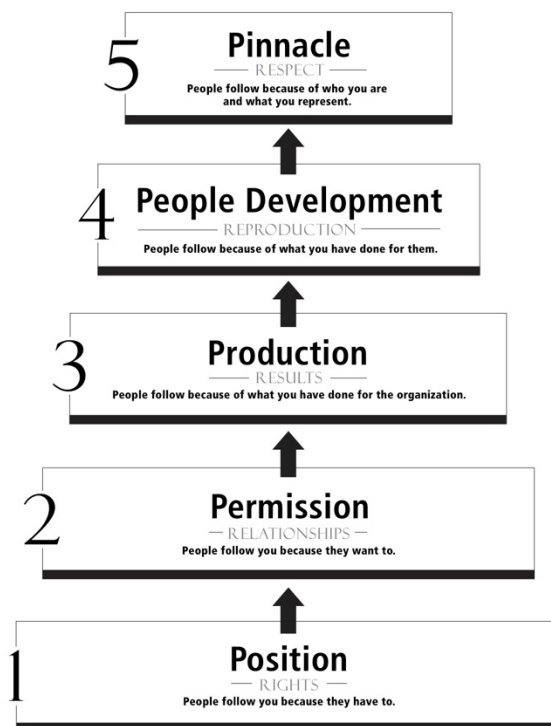 5
Pinnacle
RESPECT
People follow because of who you are
and what you represent.
4
People Development
REPRODUCTION
People follow because of what you have done for them.
3
Production
RESULTS
People follow because of what you have done for the organization.
2
Permission
RELATIONSHIPS
People follow you because they want to.
1
Position
RIGHTS
People follow you because they have to.